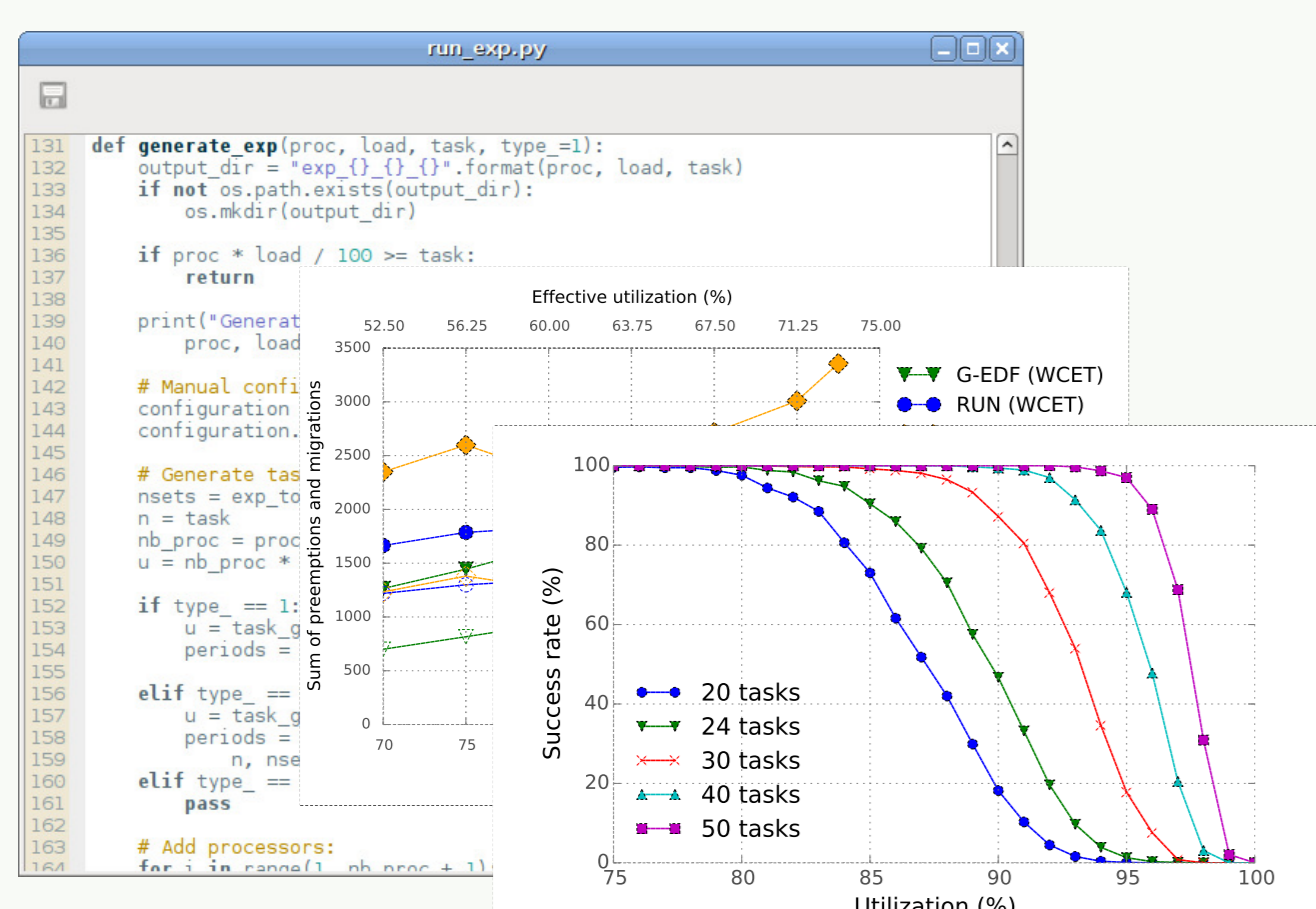 run_exp.py
131 def generate_exp(proc, load, task, type_=1):
132 output_dir = "exp_{}_{}_{}".format(proc, load, task)
133 if not os.path.exists(output_dir):
134 os.mkdir(output_dir)
135
136 if proc * load / 100 >= task:
137 return
138
139 print("Generat
140 proc, load
141
142 # Manual confi
143 configuration
144 configuration.
145
146 # Generate tas
147 nsets = exp_to
148 n = task
149 nb_proc = proc
150 u = nb_proc *
151
152 if type_ == 1:
153 u = task_g
154 periods =
155
156 elif type_ ==
157 u = task_g
158 periods =
159 n, nse
160 elif type_ ==
161 pass
162
163 # Add processors:
164 for i in range(1, nb_proc + 1)
Effective utilization (%)
52.50 56.25 60.00 63.75 67.50 71.25 75.00
Sum of preemptions and migrations
3500
3000
2500
2000
1500
1000
500
0
70 75
G-EDF (WCET)
RUN (WCET)
Success rate (%)
100
80
60
40
20
0
20 tasks
24 tasks
30 tasks
40 tasks
50 tasks
75 80 85 90 95 100
Utilization (%)